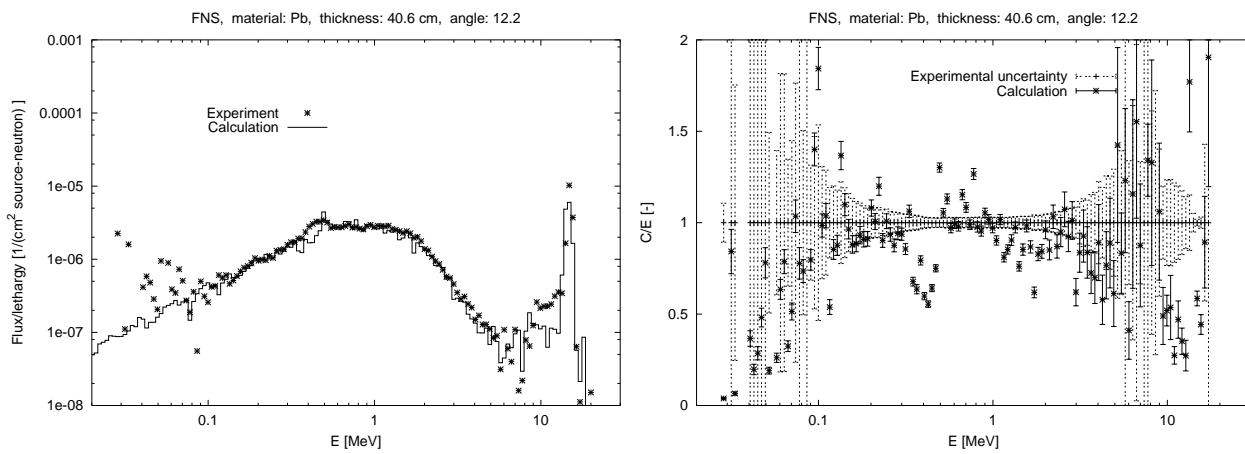 FNS, material: Pb, thickness: 40.6 cm, angle: 12.2
0.001
0.0001
1e-05
1e-06
1e-07
1e-08
Flux/lethargy [1/(cm2 source-neutron) ]
Experiment
Calculation
0.1
1
10
E [MeV]
FNS, material: Pb, thickness: 40.6 cm, angle: 12.2
2
1.5
1
0.5
0
C/E [-]
Experimental uncertainty
Calculation
0.1
1
10
E [MeV]